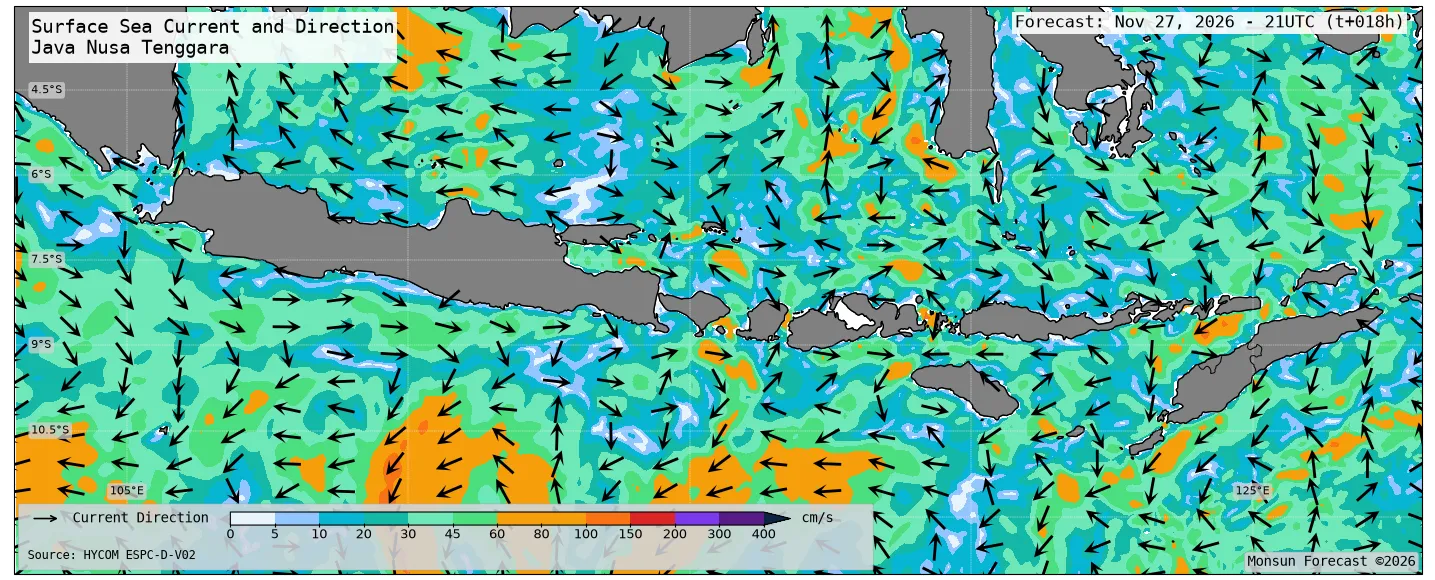 Surface Sea Current and Direction
Java Nusa Tenggara
Forecast: Nov 27, 2026 - 21UTC (t+018h)
4.5°S
6°S
7.5°S
9°S
10.5°S
105°E
125°E
Current Direction
0 5 10 20 30 45 60 80 100 150 200 300 400 cm/s
Source: HYCOM ESPC-D-V02
Monsun Forecast ©2026